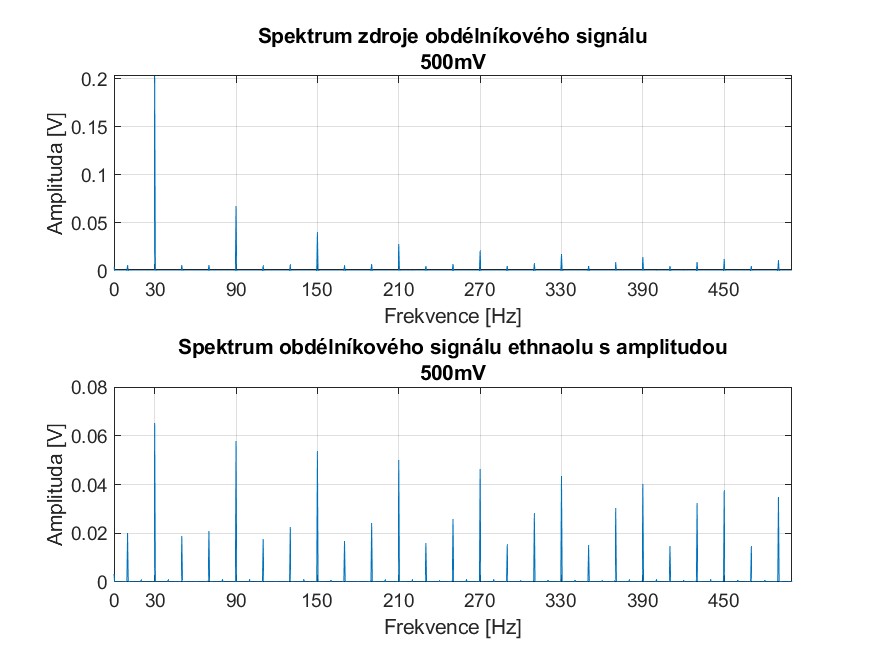 Spektrum zdroje obdélníkového signálu
500mV
0.2
0.15
0.1
0.05
0
Amplituda [V]
0 30 90 150 210 270 330 390 450
Frekvence [Hz]
Spektrum obdélníkového signálu ethnaolu s amplitudou
500mV
0.08
0.06
0.04
0.02
0
Amplituda [V]
0 30 90 150 210 270 330 390 450
Frekvence [Hz]